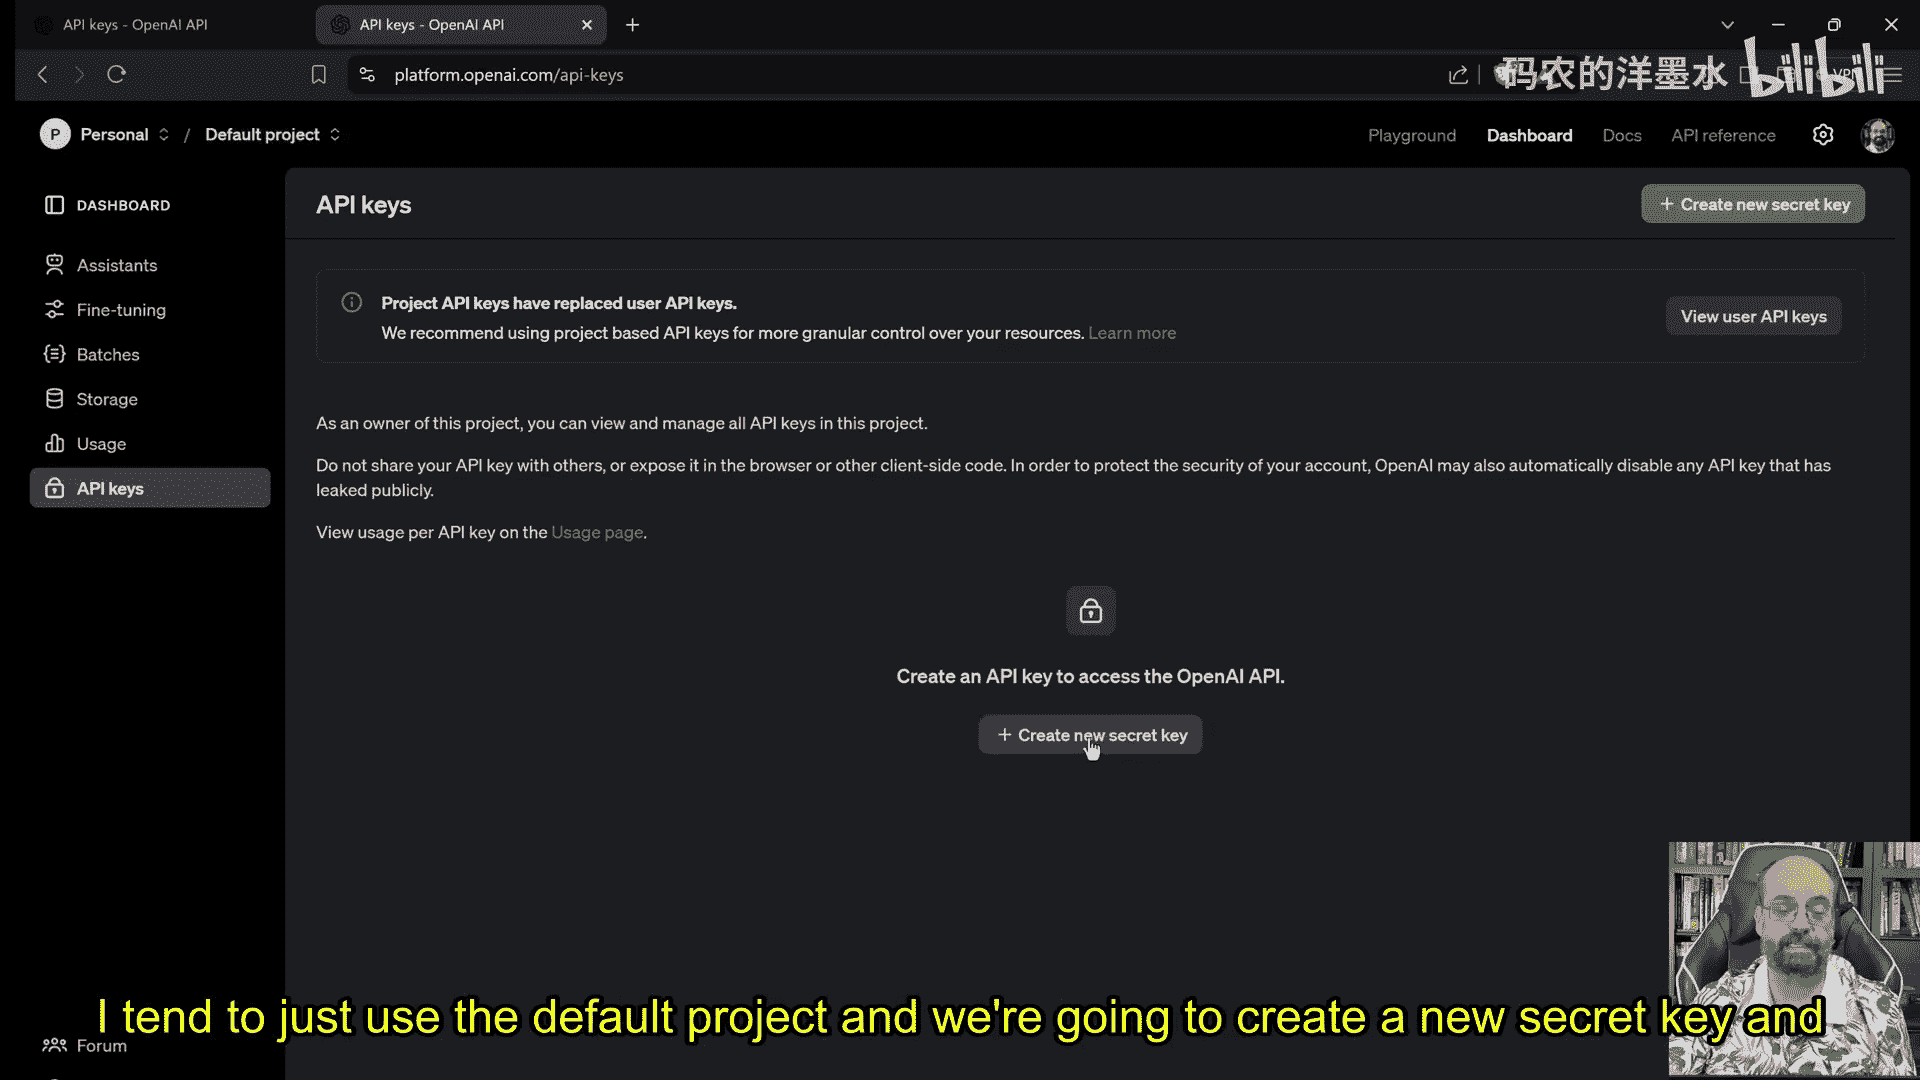 API keys - OpenAI API
API keys - OpenAI API
platform.openai.com/api-keys
码农的洋墨水
bilibili
VPN
P
Personal / Default project
Playground
Dashboard
Docs
API reference
DASHBOARD
Assistants
Fine-tuning
Batches
Storage
Usage
API keys
Forum
API keys
+ Create new secret key
Project API keys have replaced user API keys.
We recommend using project based API keys for more granular control over your resources. Learn more
View user API keys
As an owner of this project, you can view and manage all API keys in this project.
Do not share your API key with others, or expose it in the browser or other client-side code. In order to protect the security of your account, OpenAI may also automatically disable any API key that has
leaked publicly.
View usage per API key on the Usage page.
Create an API key to access the OpenAI API.
+ Create new secret key
I tend to just use the default project and we're going to create a new secret key and